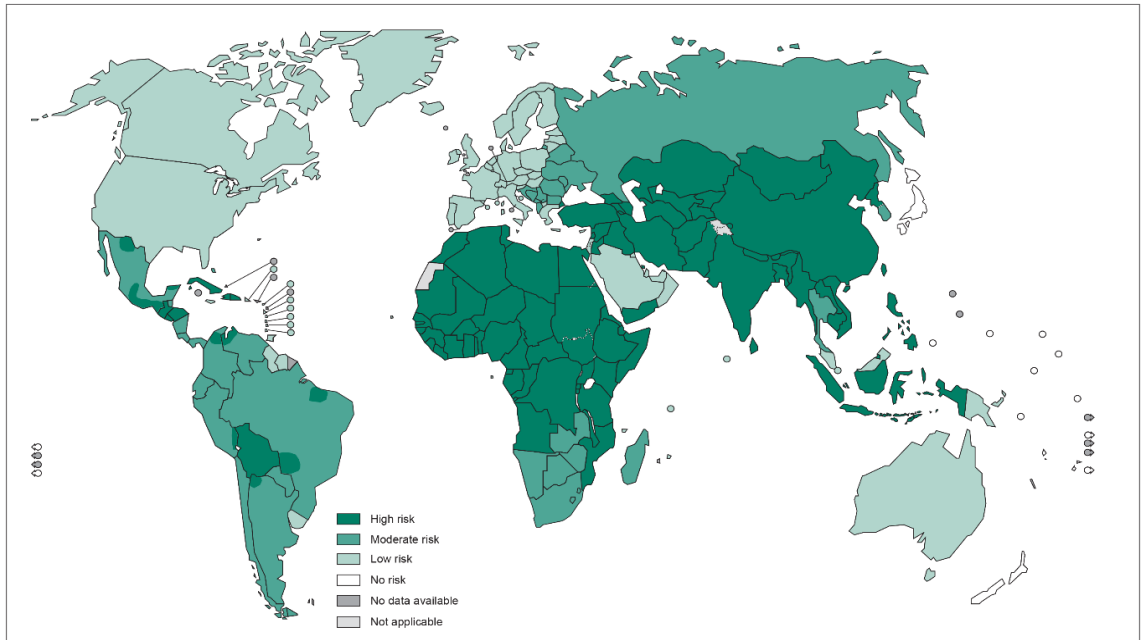 High risk
Moderate risk
Low risk
No risk
No data available
Not applicable